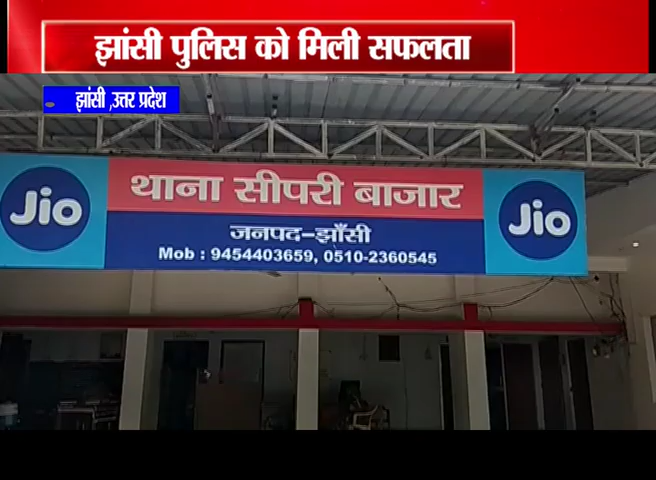 झांसी पुलिस को मिली सफलता
झांसी ,उत्तर प्रदेश
Jio
थाना सीपरी बाजार
Jio
जनपद-झाँसी
Mob : 9454403659, 0510-2360545